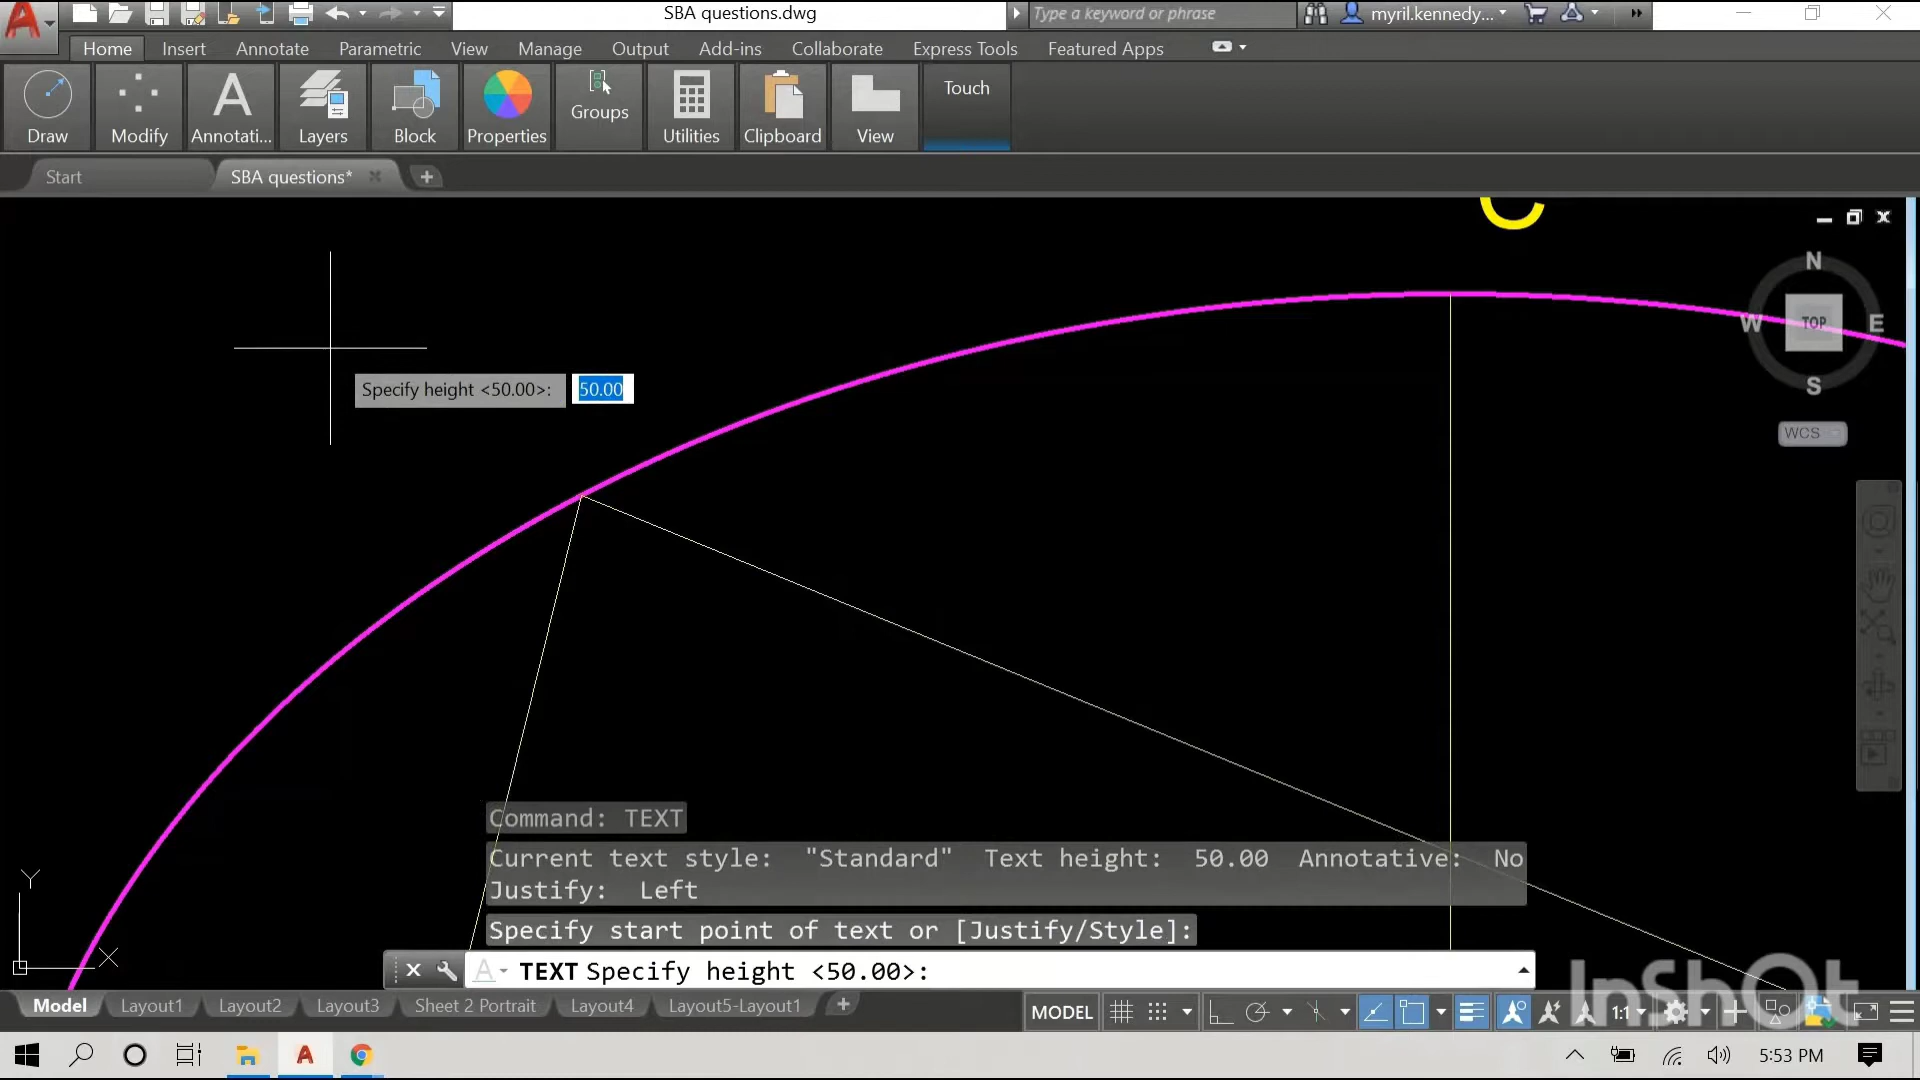 SBA questions.dwg
Type a keyword or phrase
myril.kennedy...
Home Insert Annotate Parametric View Manage Output Add-ins Collaborate Express Tools Featured Apps
Draw Modify Annotati... Layers Block Properties Groups Utilities Clipboard View Touch
Start SBA questions*
C
N
W TOP E
S
WCS
Specify height <50.00>: 50.00
Command: TEXT
Current text style: "Standard" Text height: 50.00 Annotative: No
Justify: Left
Specify start point of text or [Justify/Style]:
Y
X
TEXT Specify height <50.00>:
InShOt
Model Layout1 Layout2 Layout3 Sheet 2 Portrait Layout4 Layout5-Layout1
MODEL 1:1
5:53 PM